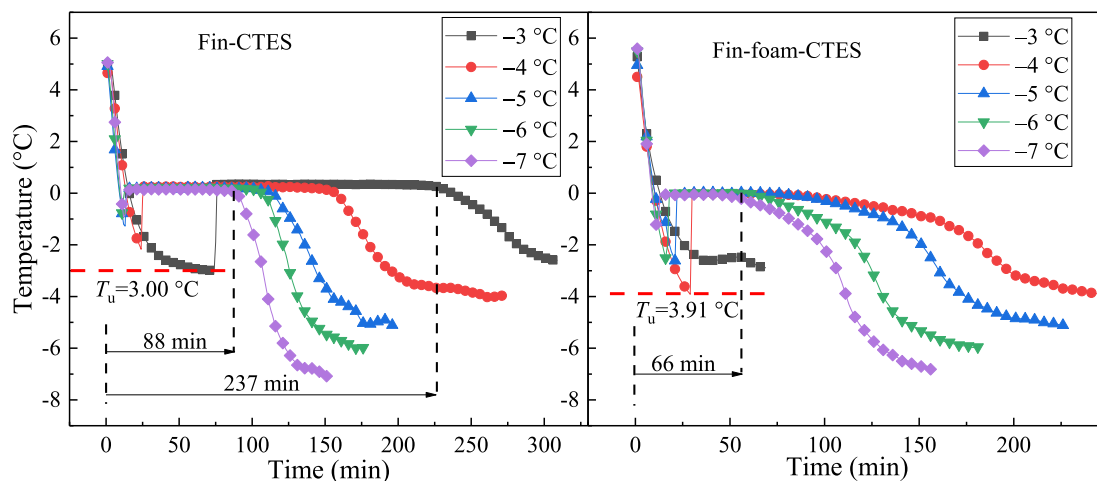 Fin-CTES
–3 °C
–4 °C
–5 °C
–6 °C
–7 °C
Temperature (°C)
6
4
2
0
-2
-4
-6
-8
Tu=3.00 °C
88 min
237 min
0 50 100 150 200 250 300
Time (min)
Fin-foam-CTES
–3 °C
–4 °C
–5 °C
–6 °C
–7 °C
6
4
2
0
-2
-4
-6
-8
Tu=3.91 °C
66 min
0 50 100 150 200
Time (min)